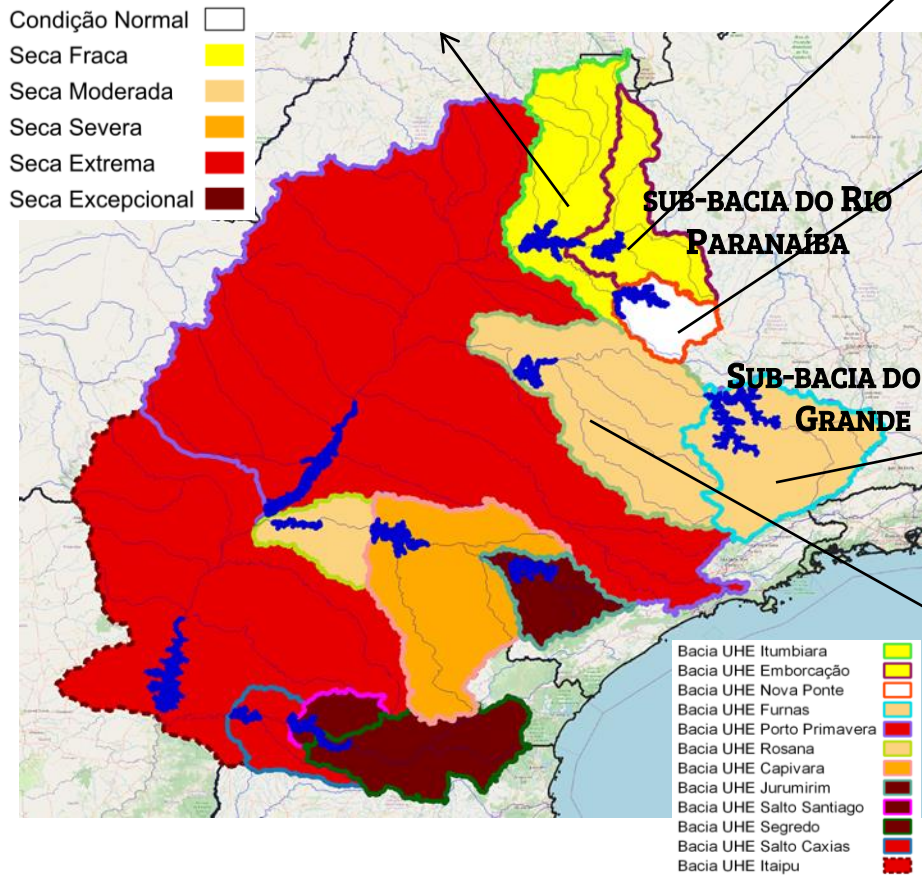 Condição Normal
Seca Fraca
Seca Moderada
Seca Severa
Seca Extrema
Seca Excepcional
SUB-BACIA DO RIO
PARANAÍBA
SUB-BACIA DO
GRANDE
Bacia UHE Itumbiara
Bacia UHE Emborcação
Bacia UHE Nova Ponte
Bacia UHE Furnas
Bacia UHE Porto Primavera
Bacia UHE Rosana
Bacia UHE Capivara
Bacia UHE Jurumirim
Bacia UHE Salto Santiago
Bacia UHE Segredo
Bacia UHE Salto Caxias
Bacia UHE Itaipu